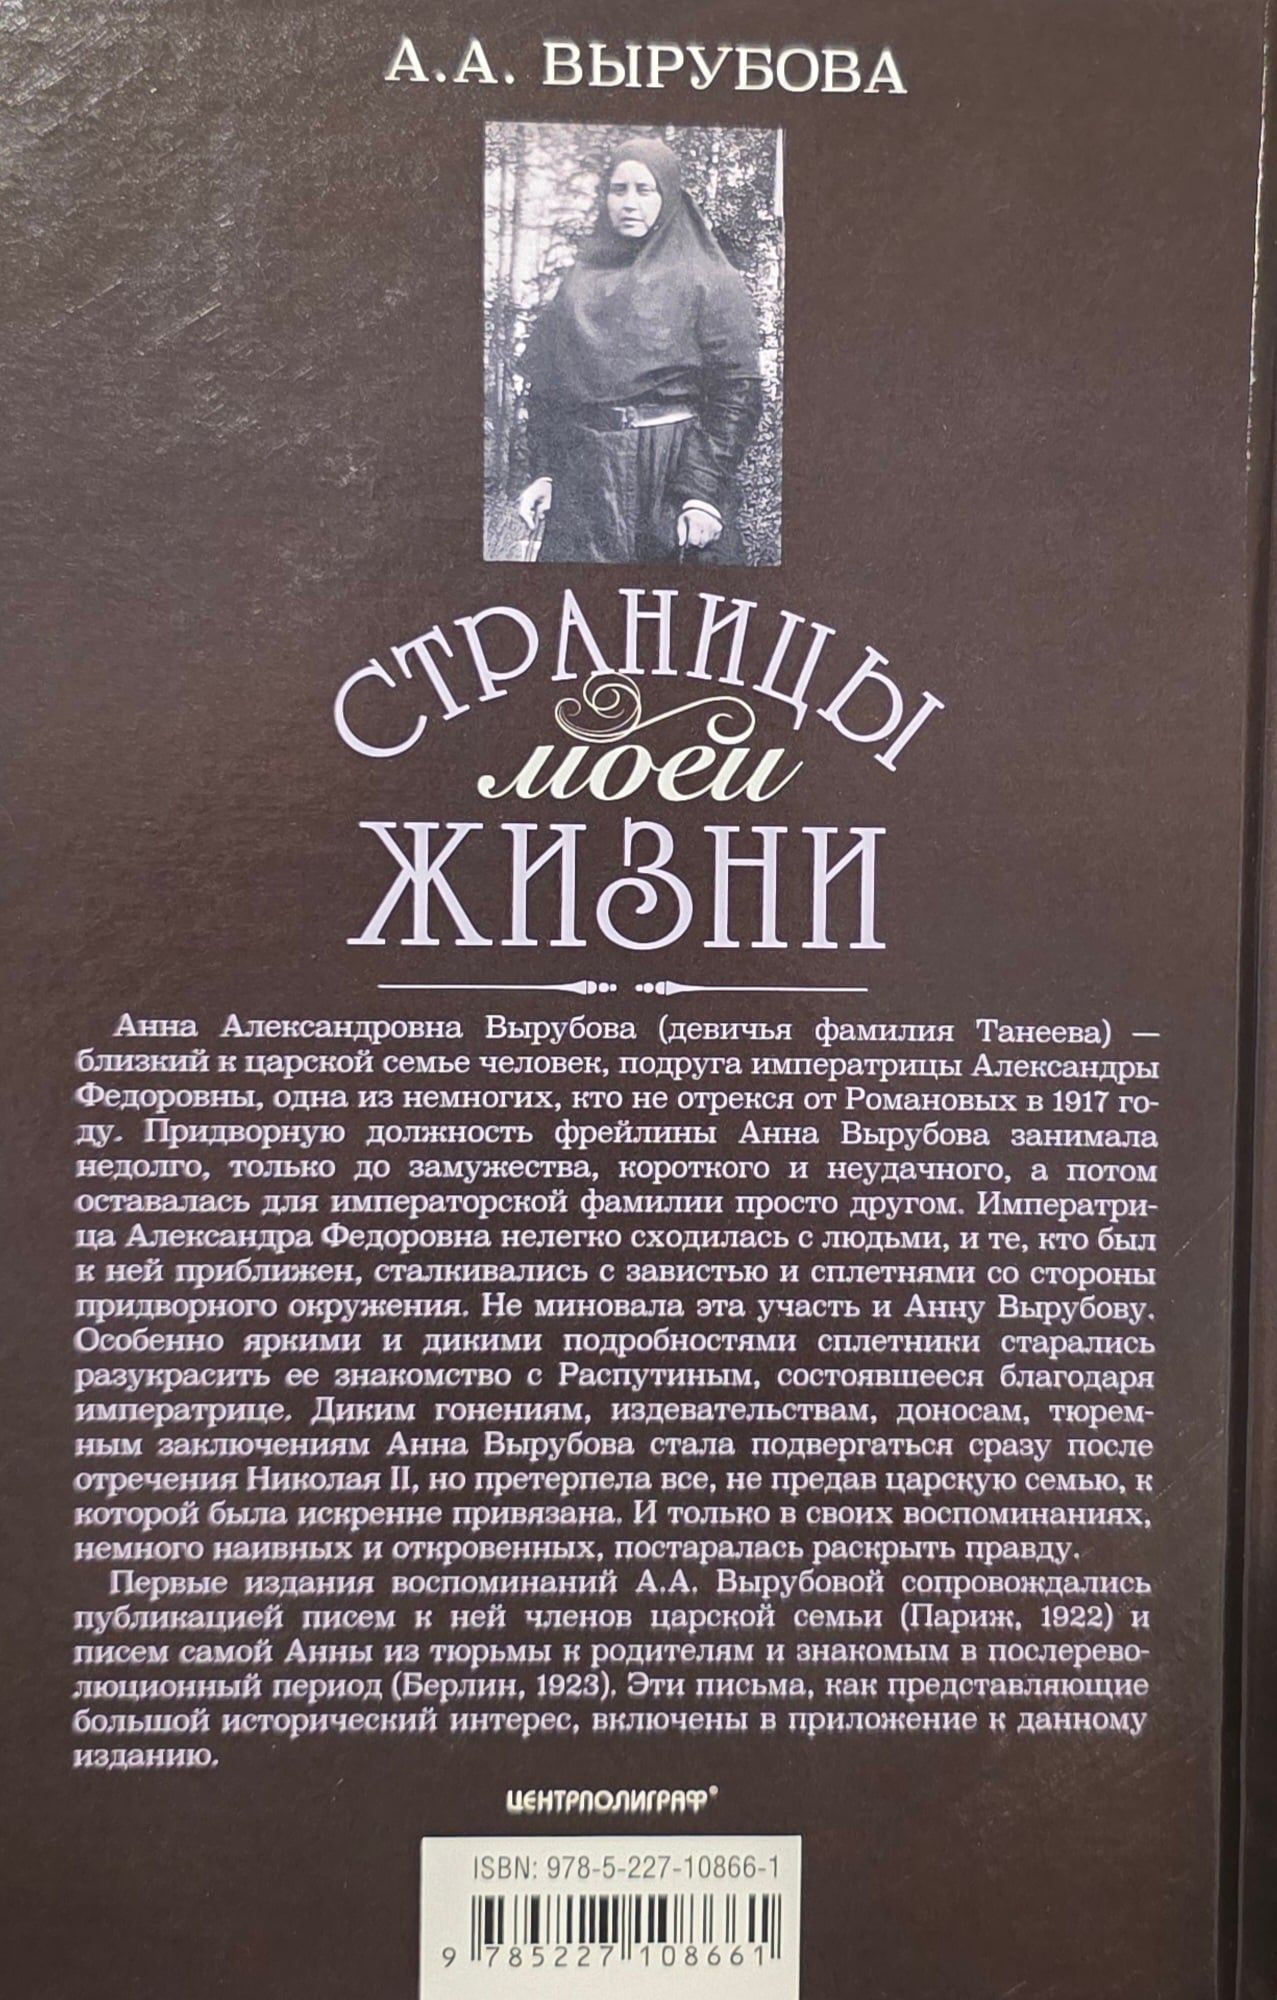 А.А. ВЫРУБОВА
СТРАНИЦЫ
моей
ЖИЗНИ
Анна Александровна Вырубова (девичья фамилия Танеева) —
близкий к царской семье человек, подруга императрицы Александры
Федоровны, одна из немногих, кто не отрекся от Романовых в 1917 го-
ду. Придворную должность фрейлины Анна Вырубова занимала
недолго, только до замужества, короткого и неудачного, а потом
оставалась для императорской фамилии просто другом. Императри-
ца Александра Федоровна нелегко сходилась с людьми, и те, кто был
к ней приближен, сталкивались с завистью и сплетнями со стороны
придворного окружения. Не миновала эта участь и Анну Вырубову.
Особенно яркими и дикими подробностями сплетники старались
разукрасить ее знакомство с Распутиным, состоявшееся благодаря
императрице. Диким гонениям, издевательствам, доносам, тюрем-
ным заключениям Анна Вырубова стала подвергаться сразу после
отречения Николая II, но претерпела все, не предав царскую семью, к
которой была искренне привязана. И только в своих воспоминаниях,
немного наивных и откровенных, постаралась раскрыть правду.
Первые издания воспоминаний А.А. Вырубовой сопровождались
публикацией писем к ней членов царской семьи (Париж, 1922) и
писем самой Анны из тюрьмы к родителям и знакомым в послерево-
люционный период (Берлин, 1923). Эти письма, как представляющие
большой исторический интерес, включены в приложение к данному
изданию.
ЦЕНТРПОЛИГРАФ®
ISBN: 978-5-227-10866-1
9 785227 108661